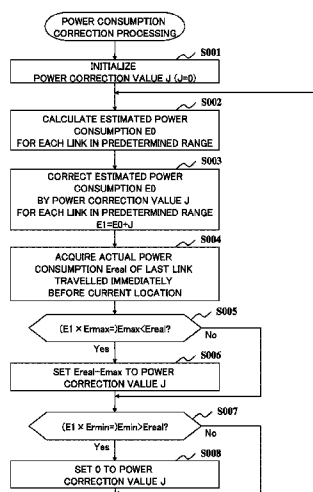 POWER CONSUMPTION
CORRECTION PROCESSING
S001
INITIALIZE
POWER CORRECTION VALUE J (J=0)
S002
CALCULATE ESTIMATED POWER
CONSUMPTION E0
FOR EACH LINK IN PREDETERMINED RANGE
S003
CORRECT ESTIMATED POWER
CONSUMPTION E0
BY POWER CORRECTION VALUE J
FOR EACH LINK IN PREDETERMINED RANGE
E1=E0+J
S004
ACQUIRE ACTUAL POWER
CONSUMPTION Ereal OF LAST LINK
TRAVELLED IMMEDIATELY
BEFORE CURRENT LOCATION
S005
(E1×Ermax=)Emax<Ereal?
No
Yes
S006
SET Ereal-Emax TO POWER
CORRECTION VALUE J
S007
(E1×Ermin=)Emin>Ereal?
No
Yes
S008
SET 0 TO POWER
CORRECTION VALUE J